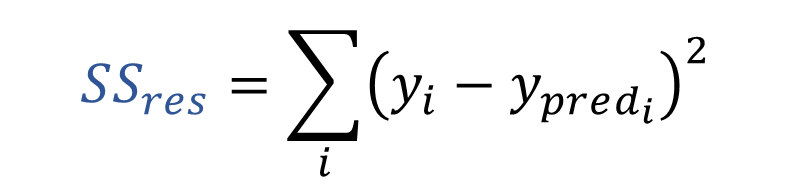 SS_res = ∑_i (y_i − y_pred_i)^2